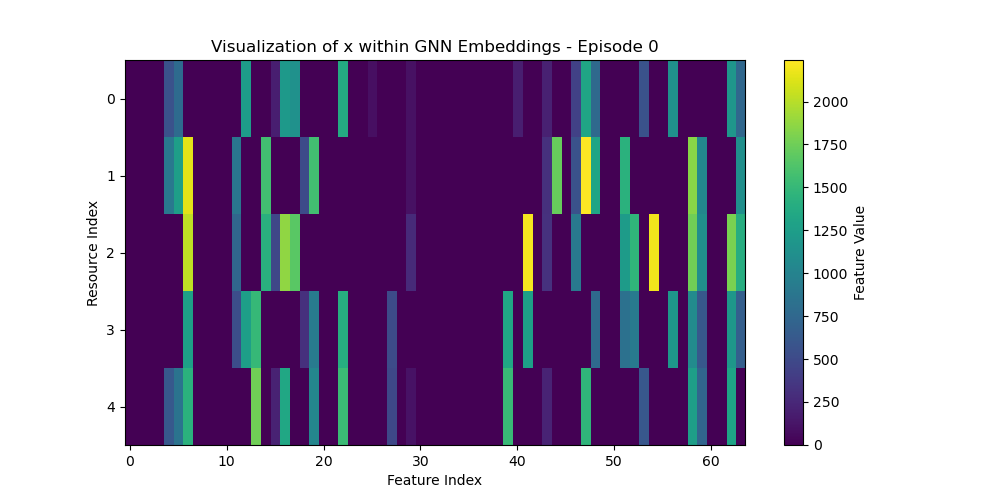 Visualization of x within GNN Embeddings - Episode 0
Resource Index
0
1
2
3
4
0 10 20 30 40 50 60
Feature Index
2000
1750
1500
1250
1000
750
500
250
0
Feature Value